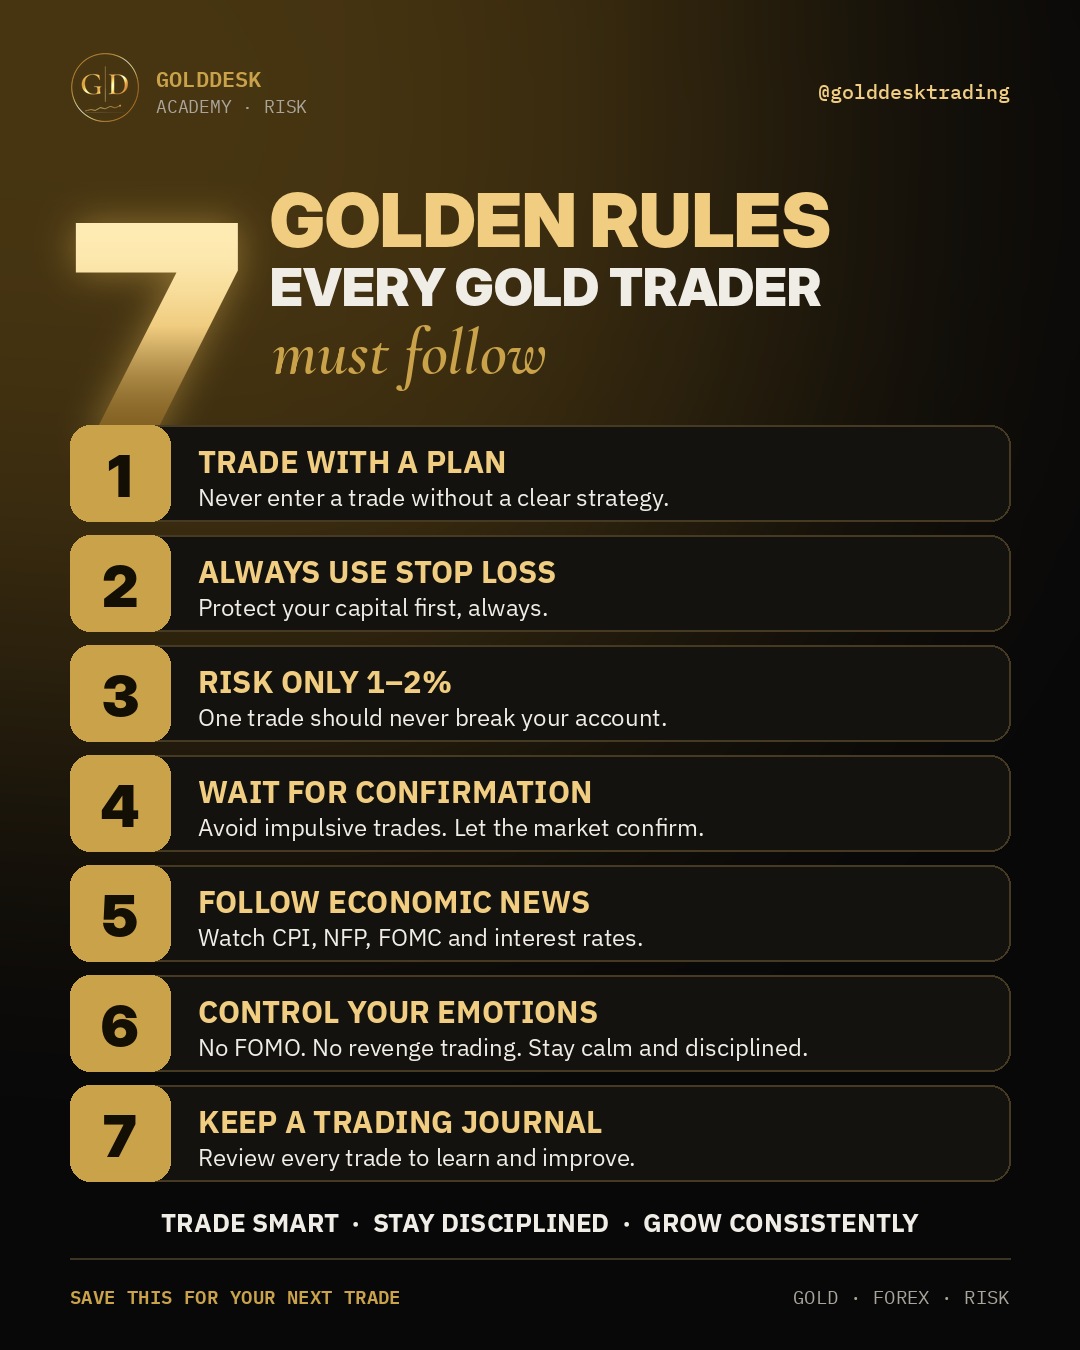 GD
GOLDDESK
ACADEMY · RISK
@golddesktrading
7
GOLDEN RULES
EVERY GOLD TRADER
must follow
1
TRADE WITH A PLAN
Never enter a trade without a clear strategy.
2
ALWAYS USE STOP LOSS
Protect your capital first, always.
3
RISK ONLY 1–2%
One trade should never break your account.
4
WAIT FOR CONFIRMATION
Avoid impulsive trades. Let the market confirm.
5
FOLLOW ECONOMIC NEWS
Watch CPI, NFP, FOMC and interest rates.
6
CONTROL YOUR EMOTIONS
No FOMO. No revenge trading. Stay calm and disciplined.
7
KEEP A TRADING JOURNAL
Review every trade to learn and improve.
TRADE SMART · STAY DISCIPLINED · GROW CONSISTENTLY
SAVE THIS FOR YOUR NEXT TRADE
GOLD · FOREX · RISK